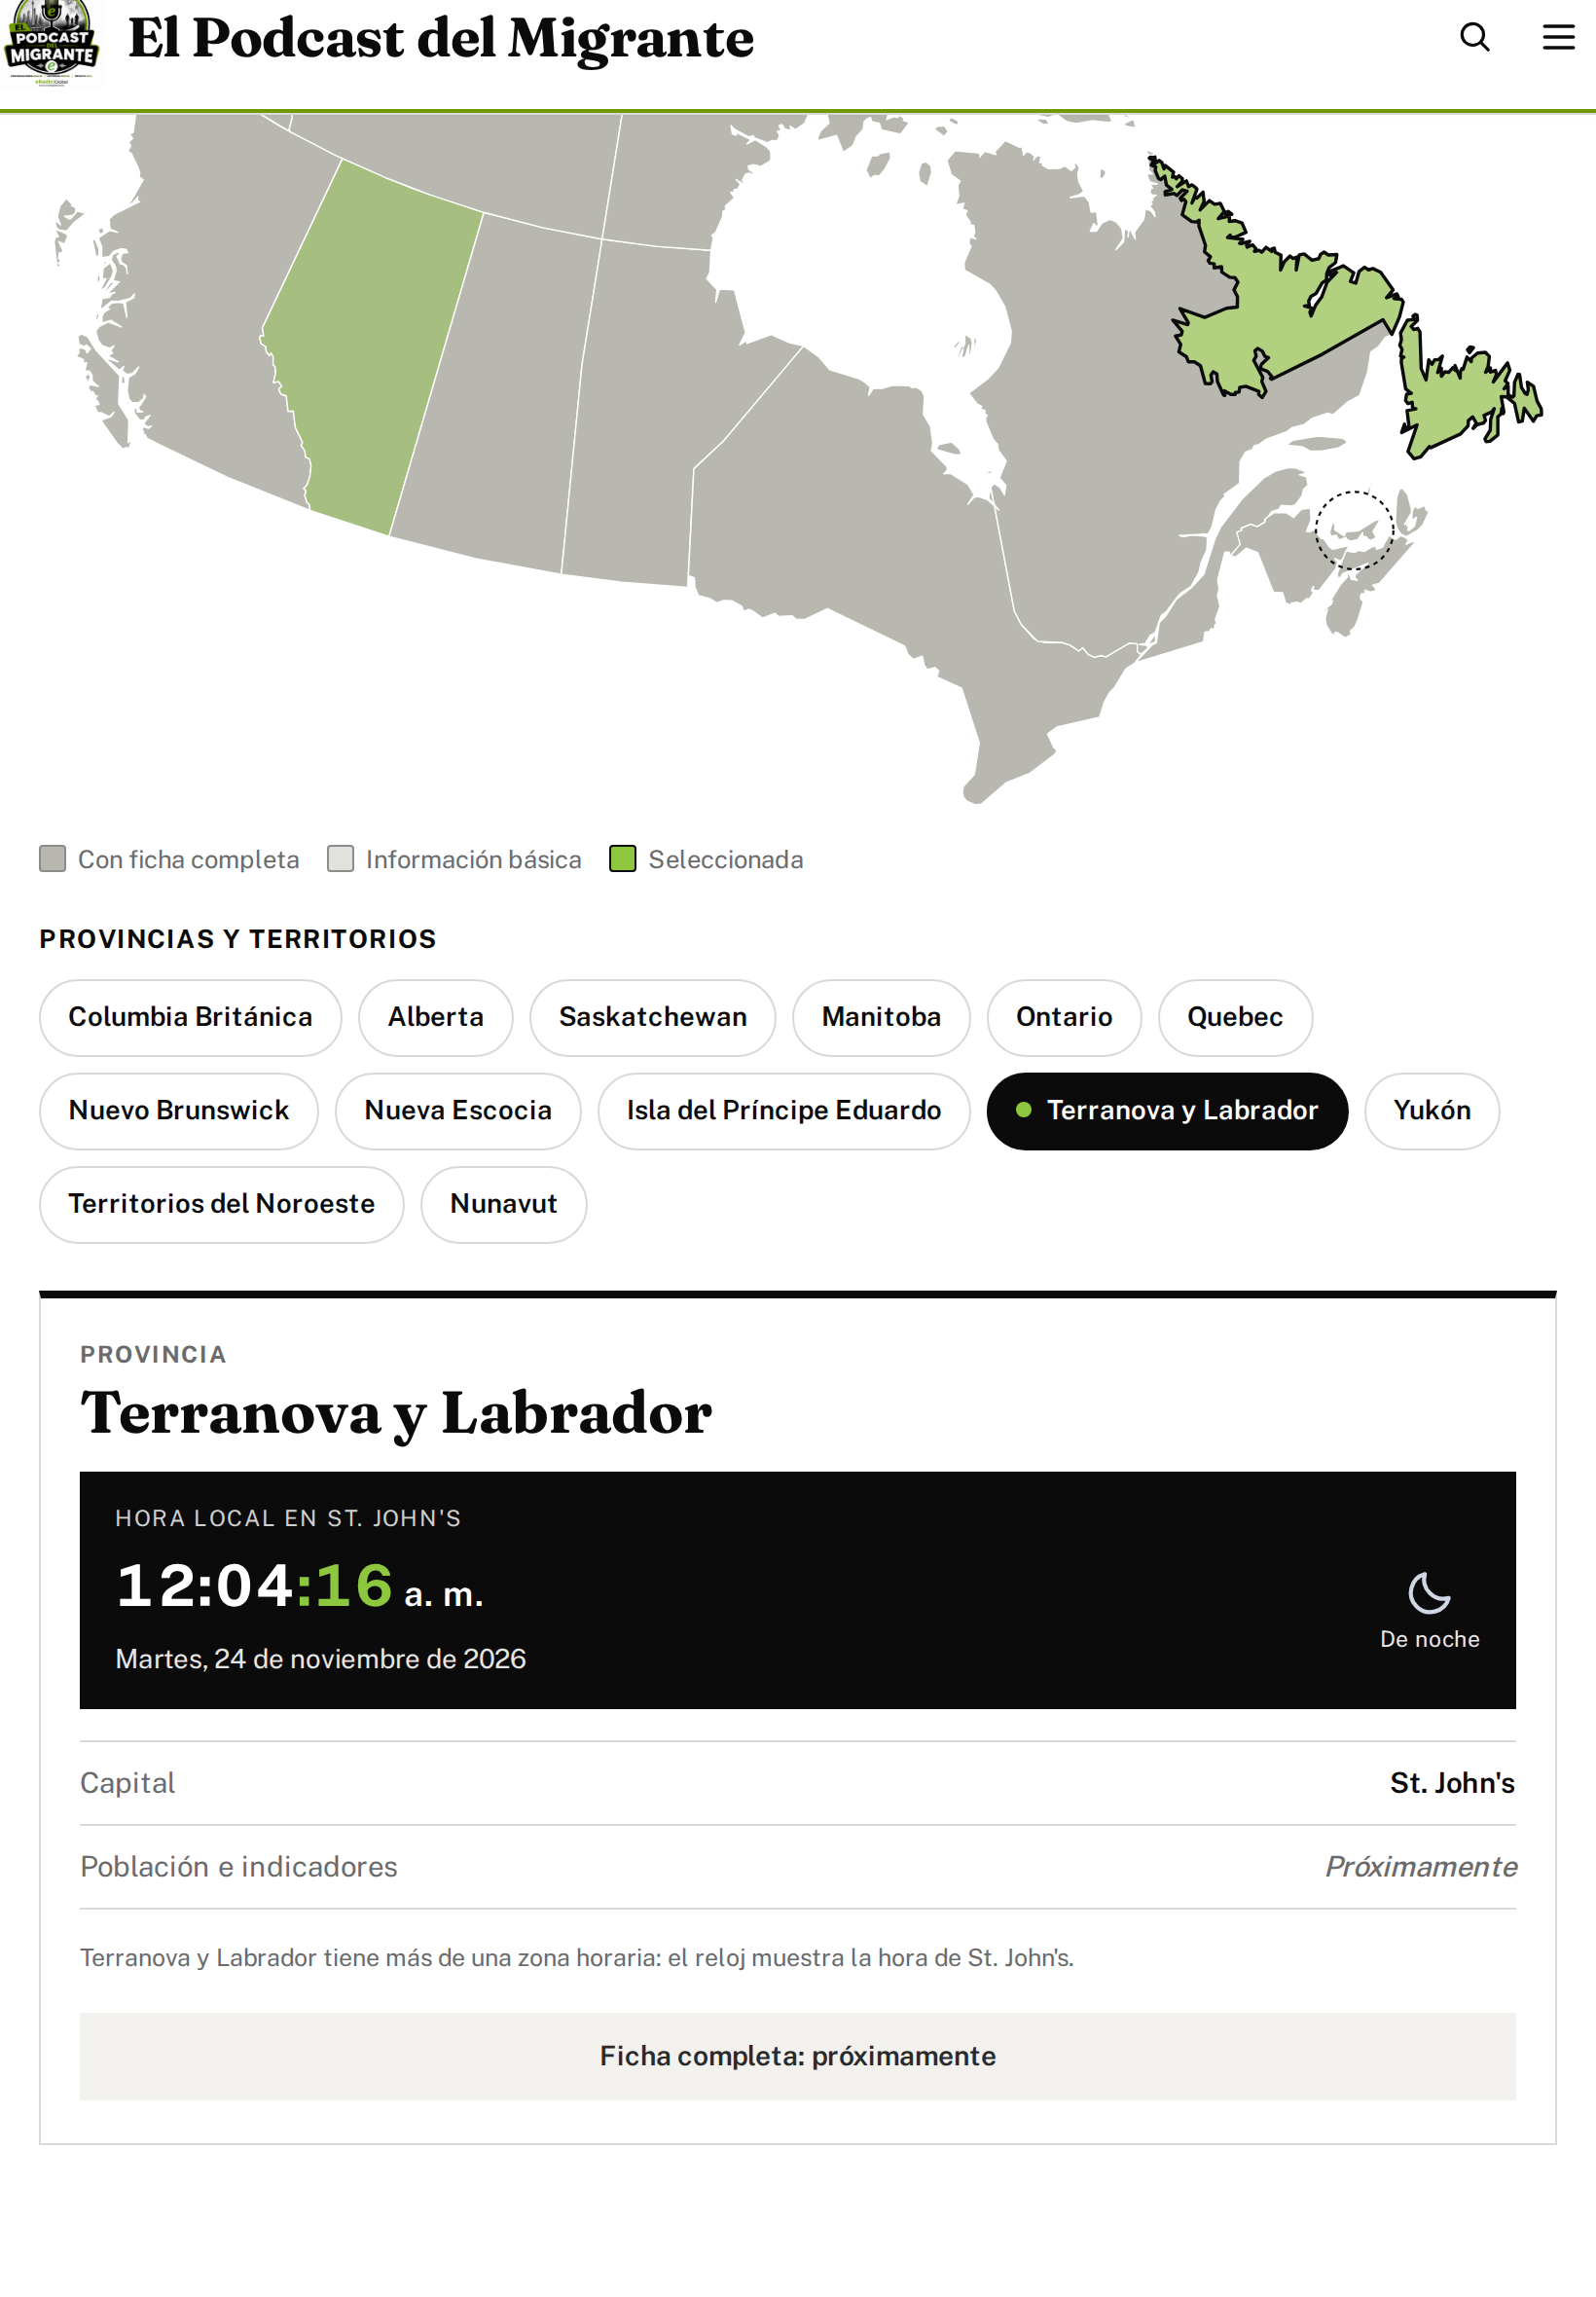 EL
PODCAST
DEL
MIGRANTE
El Podcast del Migrante
Con ficha completa
Información básica
Seleccionada
PROVINCIAS Y TERRITORIOS
Columbia Británica
Alberta
Saskatchewan
Manitoba
Ontario
Quebec
Nuevo Brunswick
Nueva Escocia
Isla del Príncipe Eduardo
Terranova y Labrador
Yukón
Territorios del Noroeste
Nunavut
PROVINCIA
Terranova y Labrador
HORA LOCAL EN ST. JOHN'S
12:04:16 a. m.
Martes, 24 de noviembre de 2026
De noche
Capital
St. John's
Población e indicadores
Próximamente
Terranova y Labrador tiene más de una zona horaria: el reloj muestra la hora de St. John's.
Ficha completa: próximamente